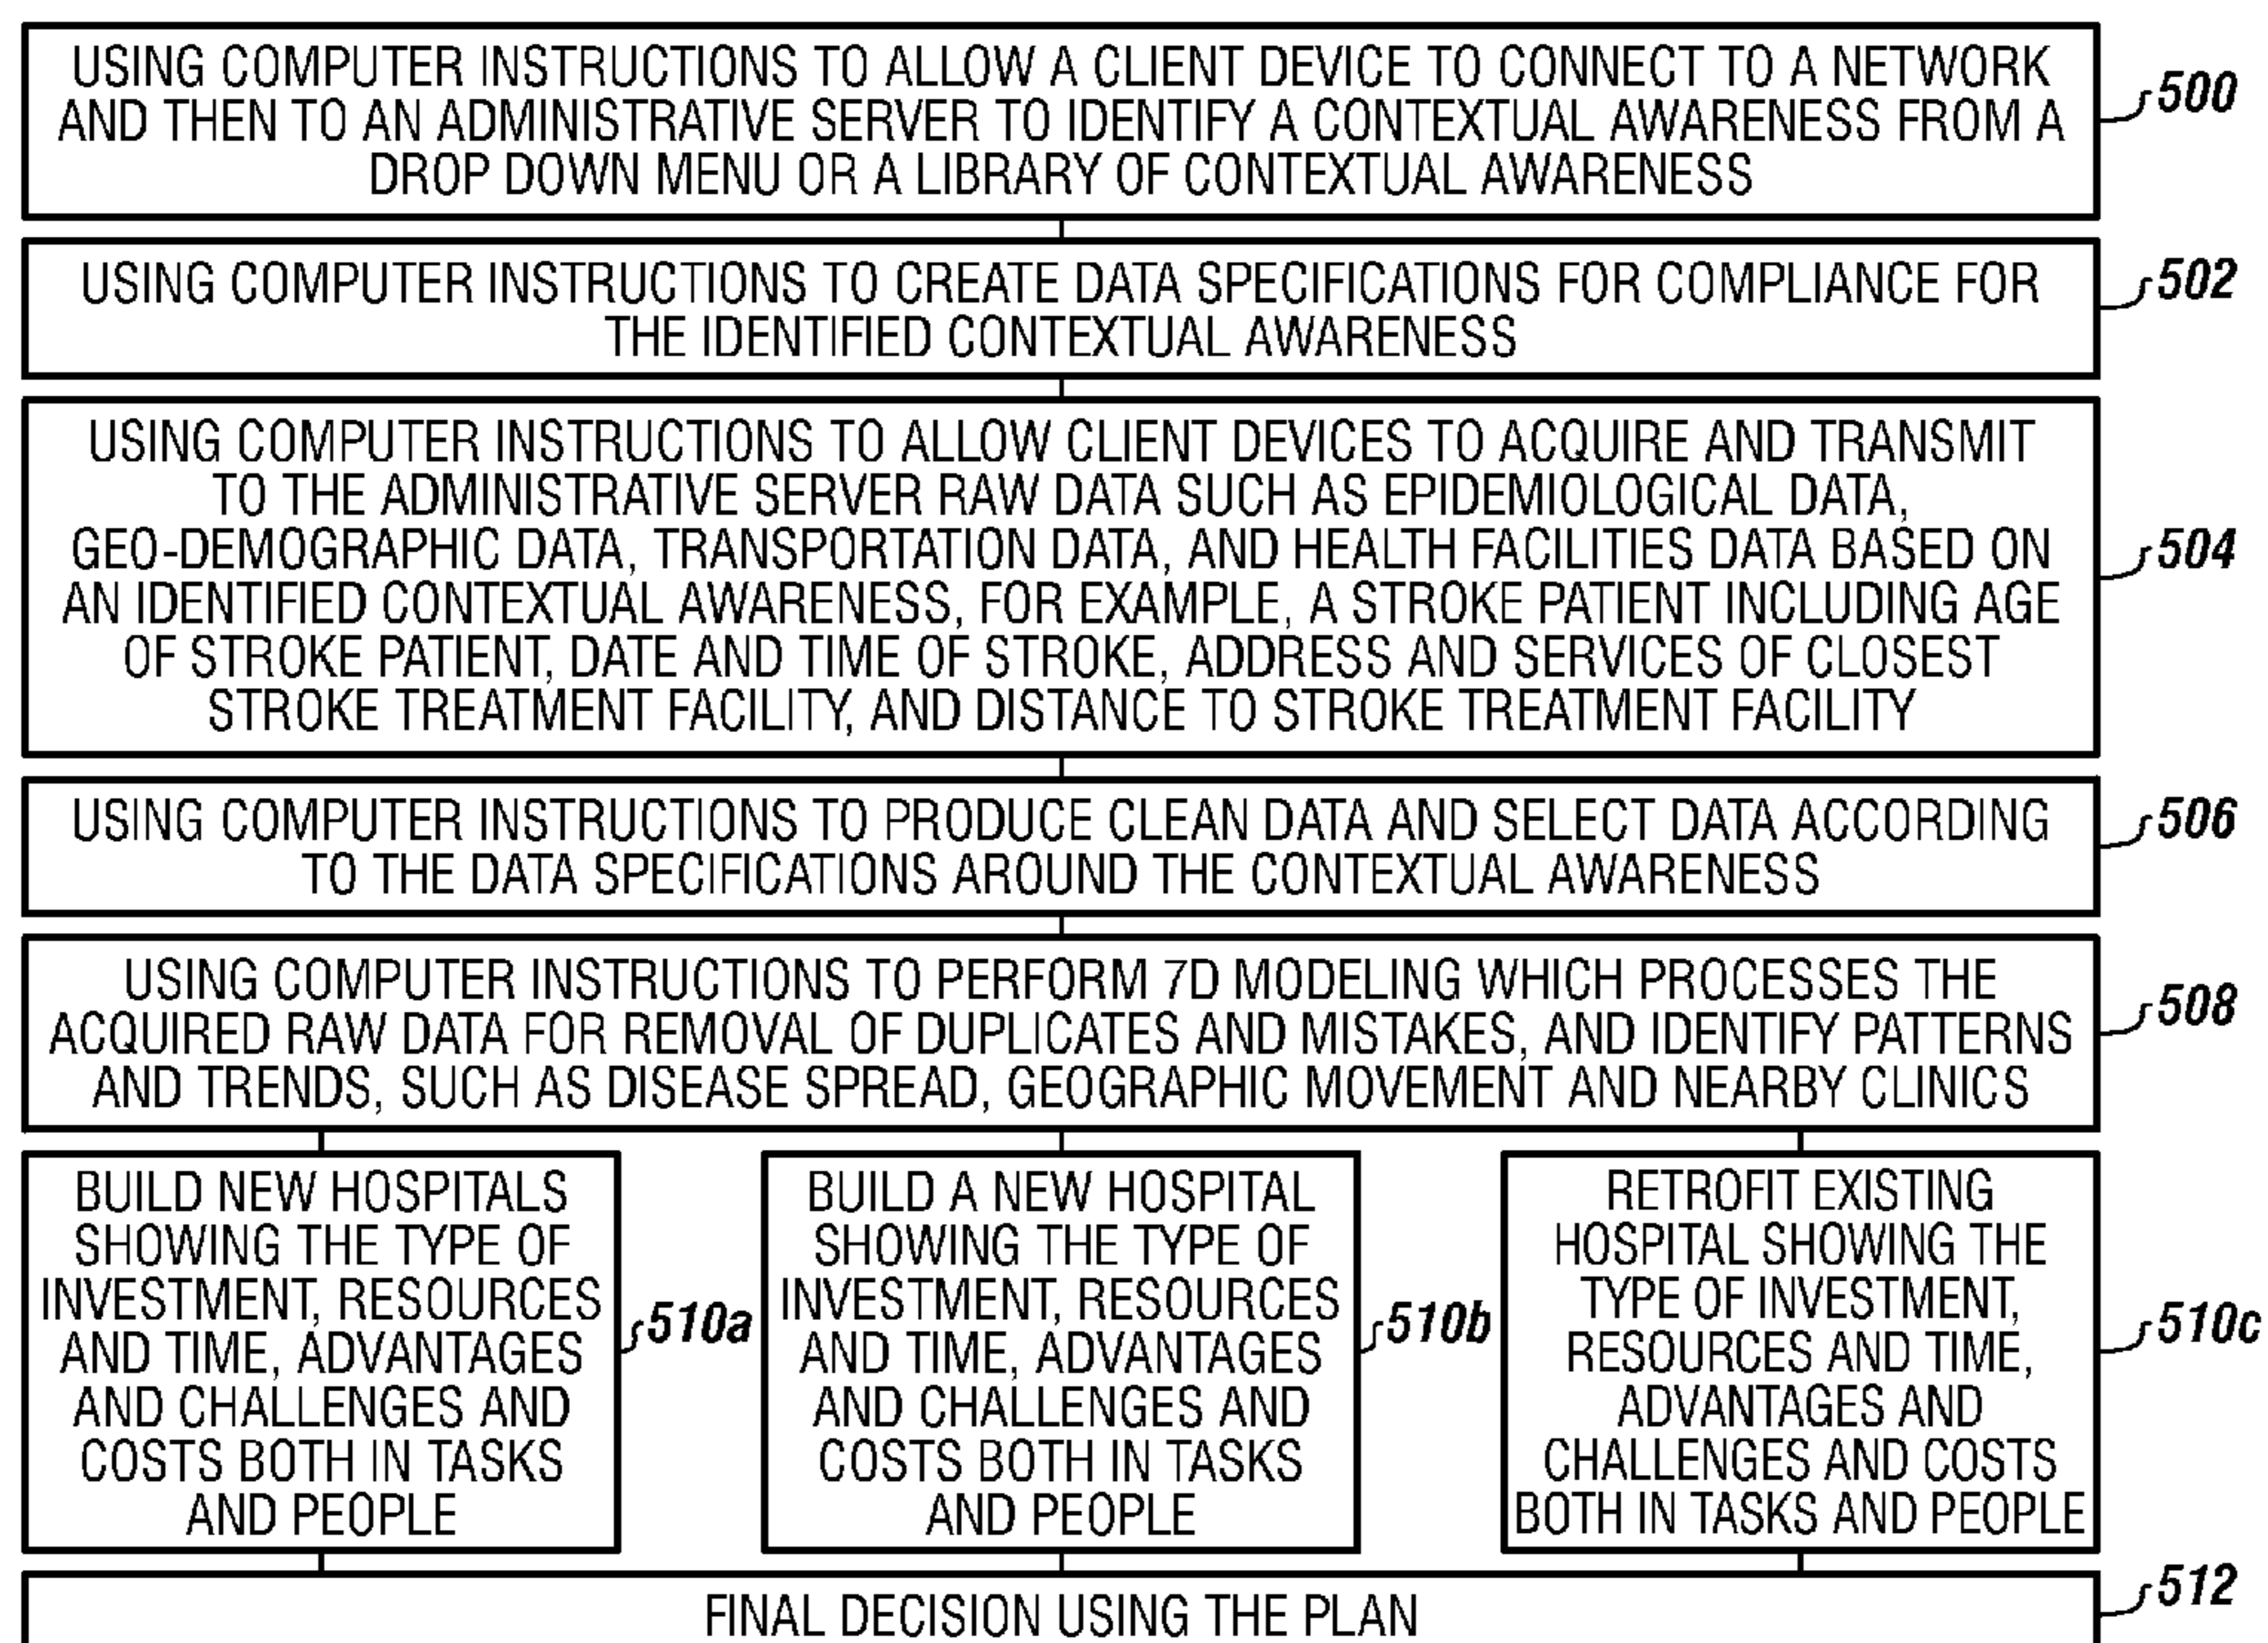 USING COMPUTER INSTRUCTIONS TO ALLOW A CLIENT DEVICE TO CONNECT TO A NETWORK
AND THEN TO AN ADMINISTRATIVE SERVER TO IDENTIFY A CONTEXTUAL AWARENESS FROM A
DROP DOWN MENU OR A LIBRARY OF CONTEXTUAL AWARENESS
500
USING COMPUTER INSTRUCTIONS TO CREATE DATA SPECIFICATIONS FOR COMPLIANCE FOR
THE IDENTIFIED CONTEXTUAL AWARENESS
502
USING COMPUTER INSTRUCTIONS TO ALLOW CLIENT DEVICES TO ACQUIRE AND TRANSMIT
TO THE ADMINISTRATIVE SERVER RAW DATA SUCH AS EPIDEMIOLOGICAL DATA,
GEO-DEMOGRAPHIC DATA, TRANSPORTATION DATA, AND HEALTH FACILITIES DATA BASED ON
AN IDENTIFIED CONTEXTUAL AWARENESS, FOR EXAMPLE, A STROKE PATIENT INCLUDING AGE
OF STROKE PATIENT, DATE AND TIME OF STROKE, ADDRESS AND SERVICES OF CLOSEST
STROKE TREATMENT FACILITY, AND DISTANCE TO STROKE TREATMENT FACILITY
504
USING COMPUTER INSTRUCTIONS TO PRODUCE CLEAN DATA AND SELECT DATA ACCORDING
TO THE DATA SPECIFICATIONS AROUND THE CONTEXTUAL AWARENESS
506
USING COMPUTER INSTRUCTIONS TO PERFORM 7D MODELING WHICH PROCESSES THE
ACQUIRED RAW DATA FOR REMOVAL OF DUPLICATES AND MISTAKES, AND IDENTIFY PATTERNS
AND TRENDS, SUCH AS DISEASE SPREAD, GEOGRAPHIC MOVEMENT AND NEARBY CLINICS
508
BUILD NEW HOSPITALS
SHOWING THE TYPE OF
INVESTMENT, RESOURCES
AND TIME, ADVANTAGES
AND CHALLENGES AND
COSTS BOTH IN TASKS
AND PEOPLE
510a
BUILD A NEW HOSPITAL
SHOWING THE TYPE OF
INVESTMENT, RESOURCES
AND TIME, ADVANTAGES
AND CHALLENGES AND
COSTS BOTH IN TASKS
AND PEOPLE
510b
RETROFIT EXISTING
HOSPITAL SHOWING THE
TYPE OF INVESTMENT,
RESOURCES AND TIME,
ADVANTAGES AND
CHALLENGES AND COSTS
BOTH IN TASKS AND PEOPLE
510c
FINAL DECISION USING THE PLAN
512